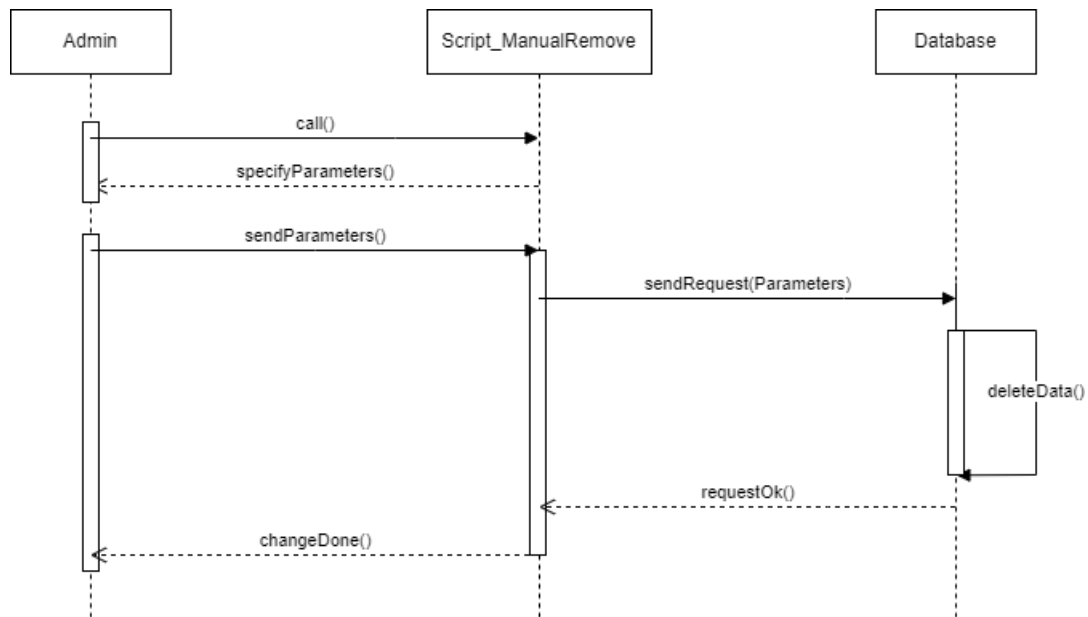 Admin
Script_ManualRemove
Database
call()
specifyParameters()
sendParameters()
sendRequest(Parameters)
deleteData()
requestOk()
changeDone()